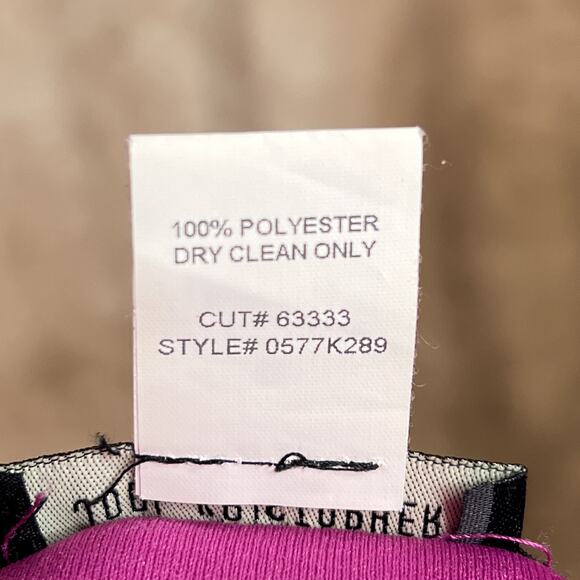 100% POLYESTER
DRY CLEAN ONLY
CUT# 63333
STYLE# 0577K289